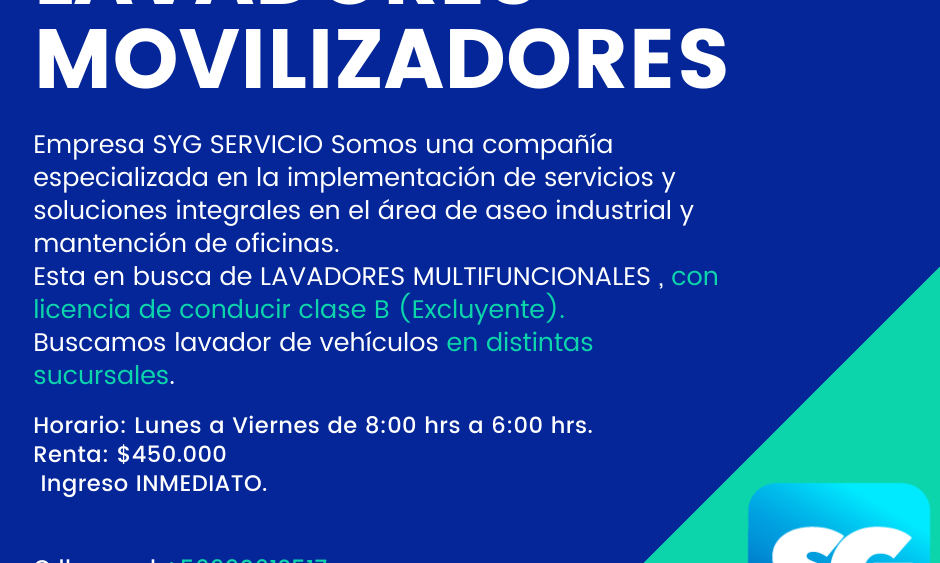 LAVADORES
MOVILIZADORES
Empresa SYG SERVICIO Somos una compañía
especializada en la implementación de servicios y
soluciones integrales en el área de aseo industrial y
mantención de oficinas.
Esta en busca de LAVADORES MULTIFUNCIONALES , con
licencia de conducir clase B (Excluyente).
Buscamos lavador de vehículos en distintas
sucursales.
Horario: Lunes a Viernes de 8:00 hrs a 6:00 hrs.
Renta: $450.000
Ingreso INMEDIATO.
SG